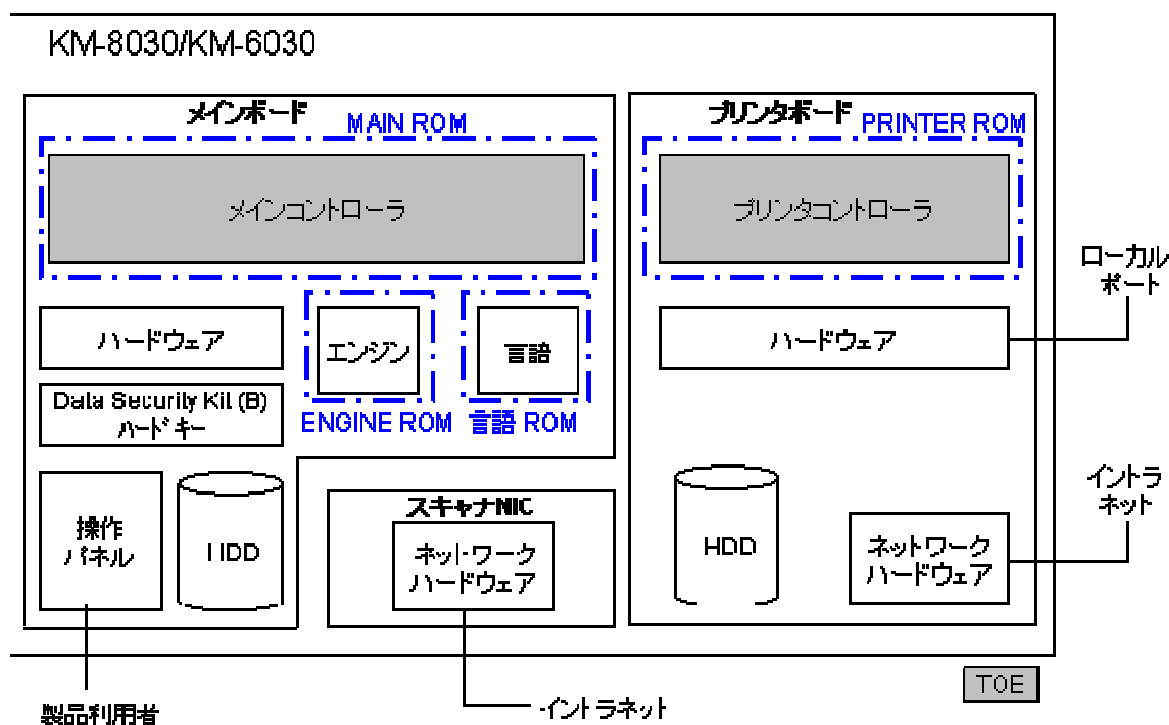 KM-8030/KM-6030
メインボード
MAIN ROM
メインコントローラ
ハードウェア
Data Security Kit (B)
ハードキー
エンジン
ENGINE ROM
言語
言語 ROM
操作
パネル
HDD
スキャナNIC
ネットワーク
ハードウェア
プリンタボード
PRINTER ROM
プリンタコントローラ
ハードウェア
HDD
ネットワーク
ハードウェア
ローカル
ポート
イントラ
ネット
製品利用者
イントラネット
TOE